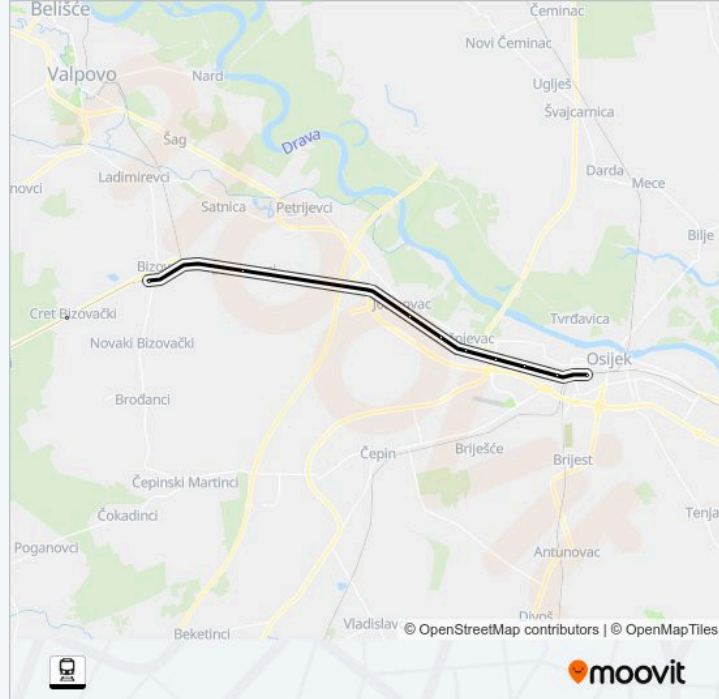 Belišće
Čeminac
Novi Čeminac
Valpovo
Nard
Uglješ
Švajcarnica
Šag
Drava
Ladimirevci
Darda
Mece
Satnica
Petrijevci
Bilje
Cret Bizovački
Novaki Bizovački
Tvrđavica
Osijek
Brođanci
Čepin
Briješće
Brijest
Čepinski Martinci
Čokadinci
Tenja
Poganovci
Antunovac
Beketinci
Vladislav
© OpenStreetMap contributors | © OpenMapTiles
moovit